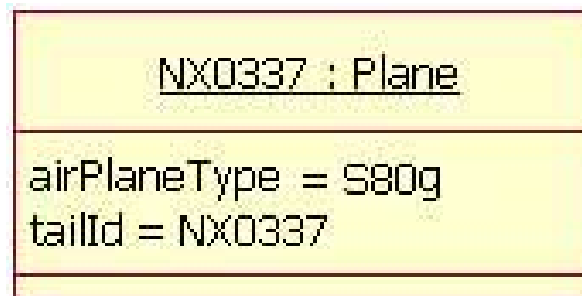 NX0337 : Plane
airPlaneType = S80g
tailId = NX0337